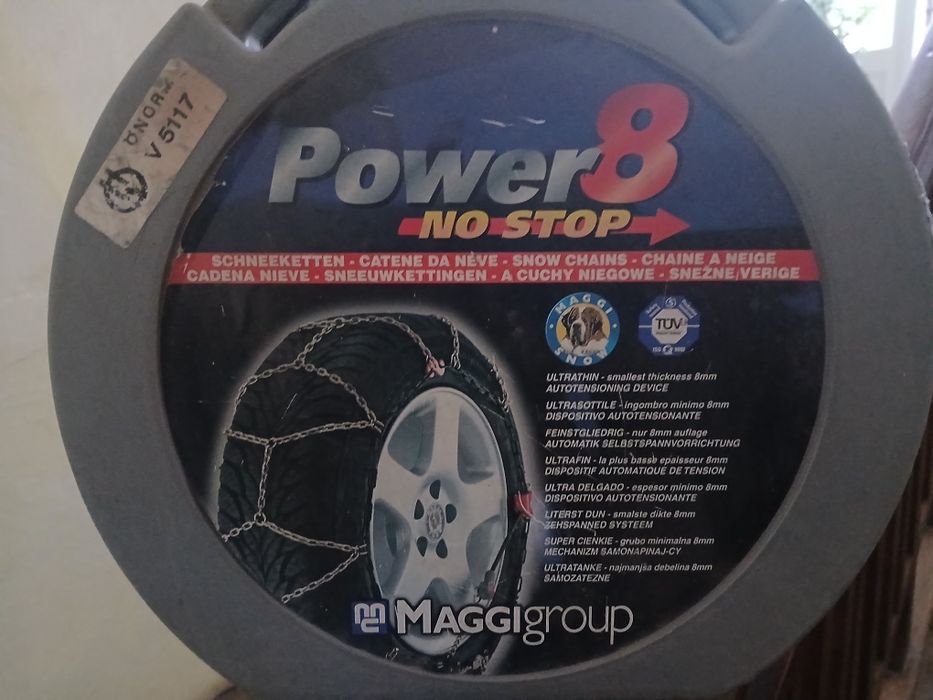 ÖNORM
V 5117
Power8
NO STOP
SCHNEEKETTEN - CATENE DA NEVE - SNOW CHAINS - CHAINE A NEIGE
CADENA NIEVE - SNEEUWKETTINGEN - A CUCHY NIEGOWE - SNEŽNE VERIGE
MAGGI
SNOW
TÜV
ULTRATHIN - smallest thickness 8mm
AUTOTENSIONING DEVICE
ULTRASOTTILE - ingombro minimo 8mm
DISPOSITIVO AUTOTENSIONANTE
FEINSTGLIEDRIG - nur 8mm auflage
AUTOMATIK SELBSTSPANNVORRICHTUNG
ULTRAFIN - la plus basse epaisseur 8mm
DISPOSITIF AUTOMATIQUE DE TENSION
ULTRA DELGADO - espesor minimo 8mm
DISPOSITIVO AUTOTENSIONANTE
LITERST DUN - smalste dikte 8mm
ZEHSPANNED SYSTEEM
SUPER CIENKIE - grubo minimalna 8mm
MECHANIZM SAMONAPINAJ-CY
ULTRATANKE - najmanjša debelina 8mm
SAMOZATEZNE
MAGGIgroup